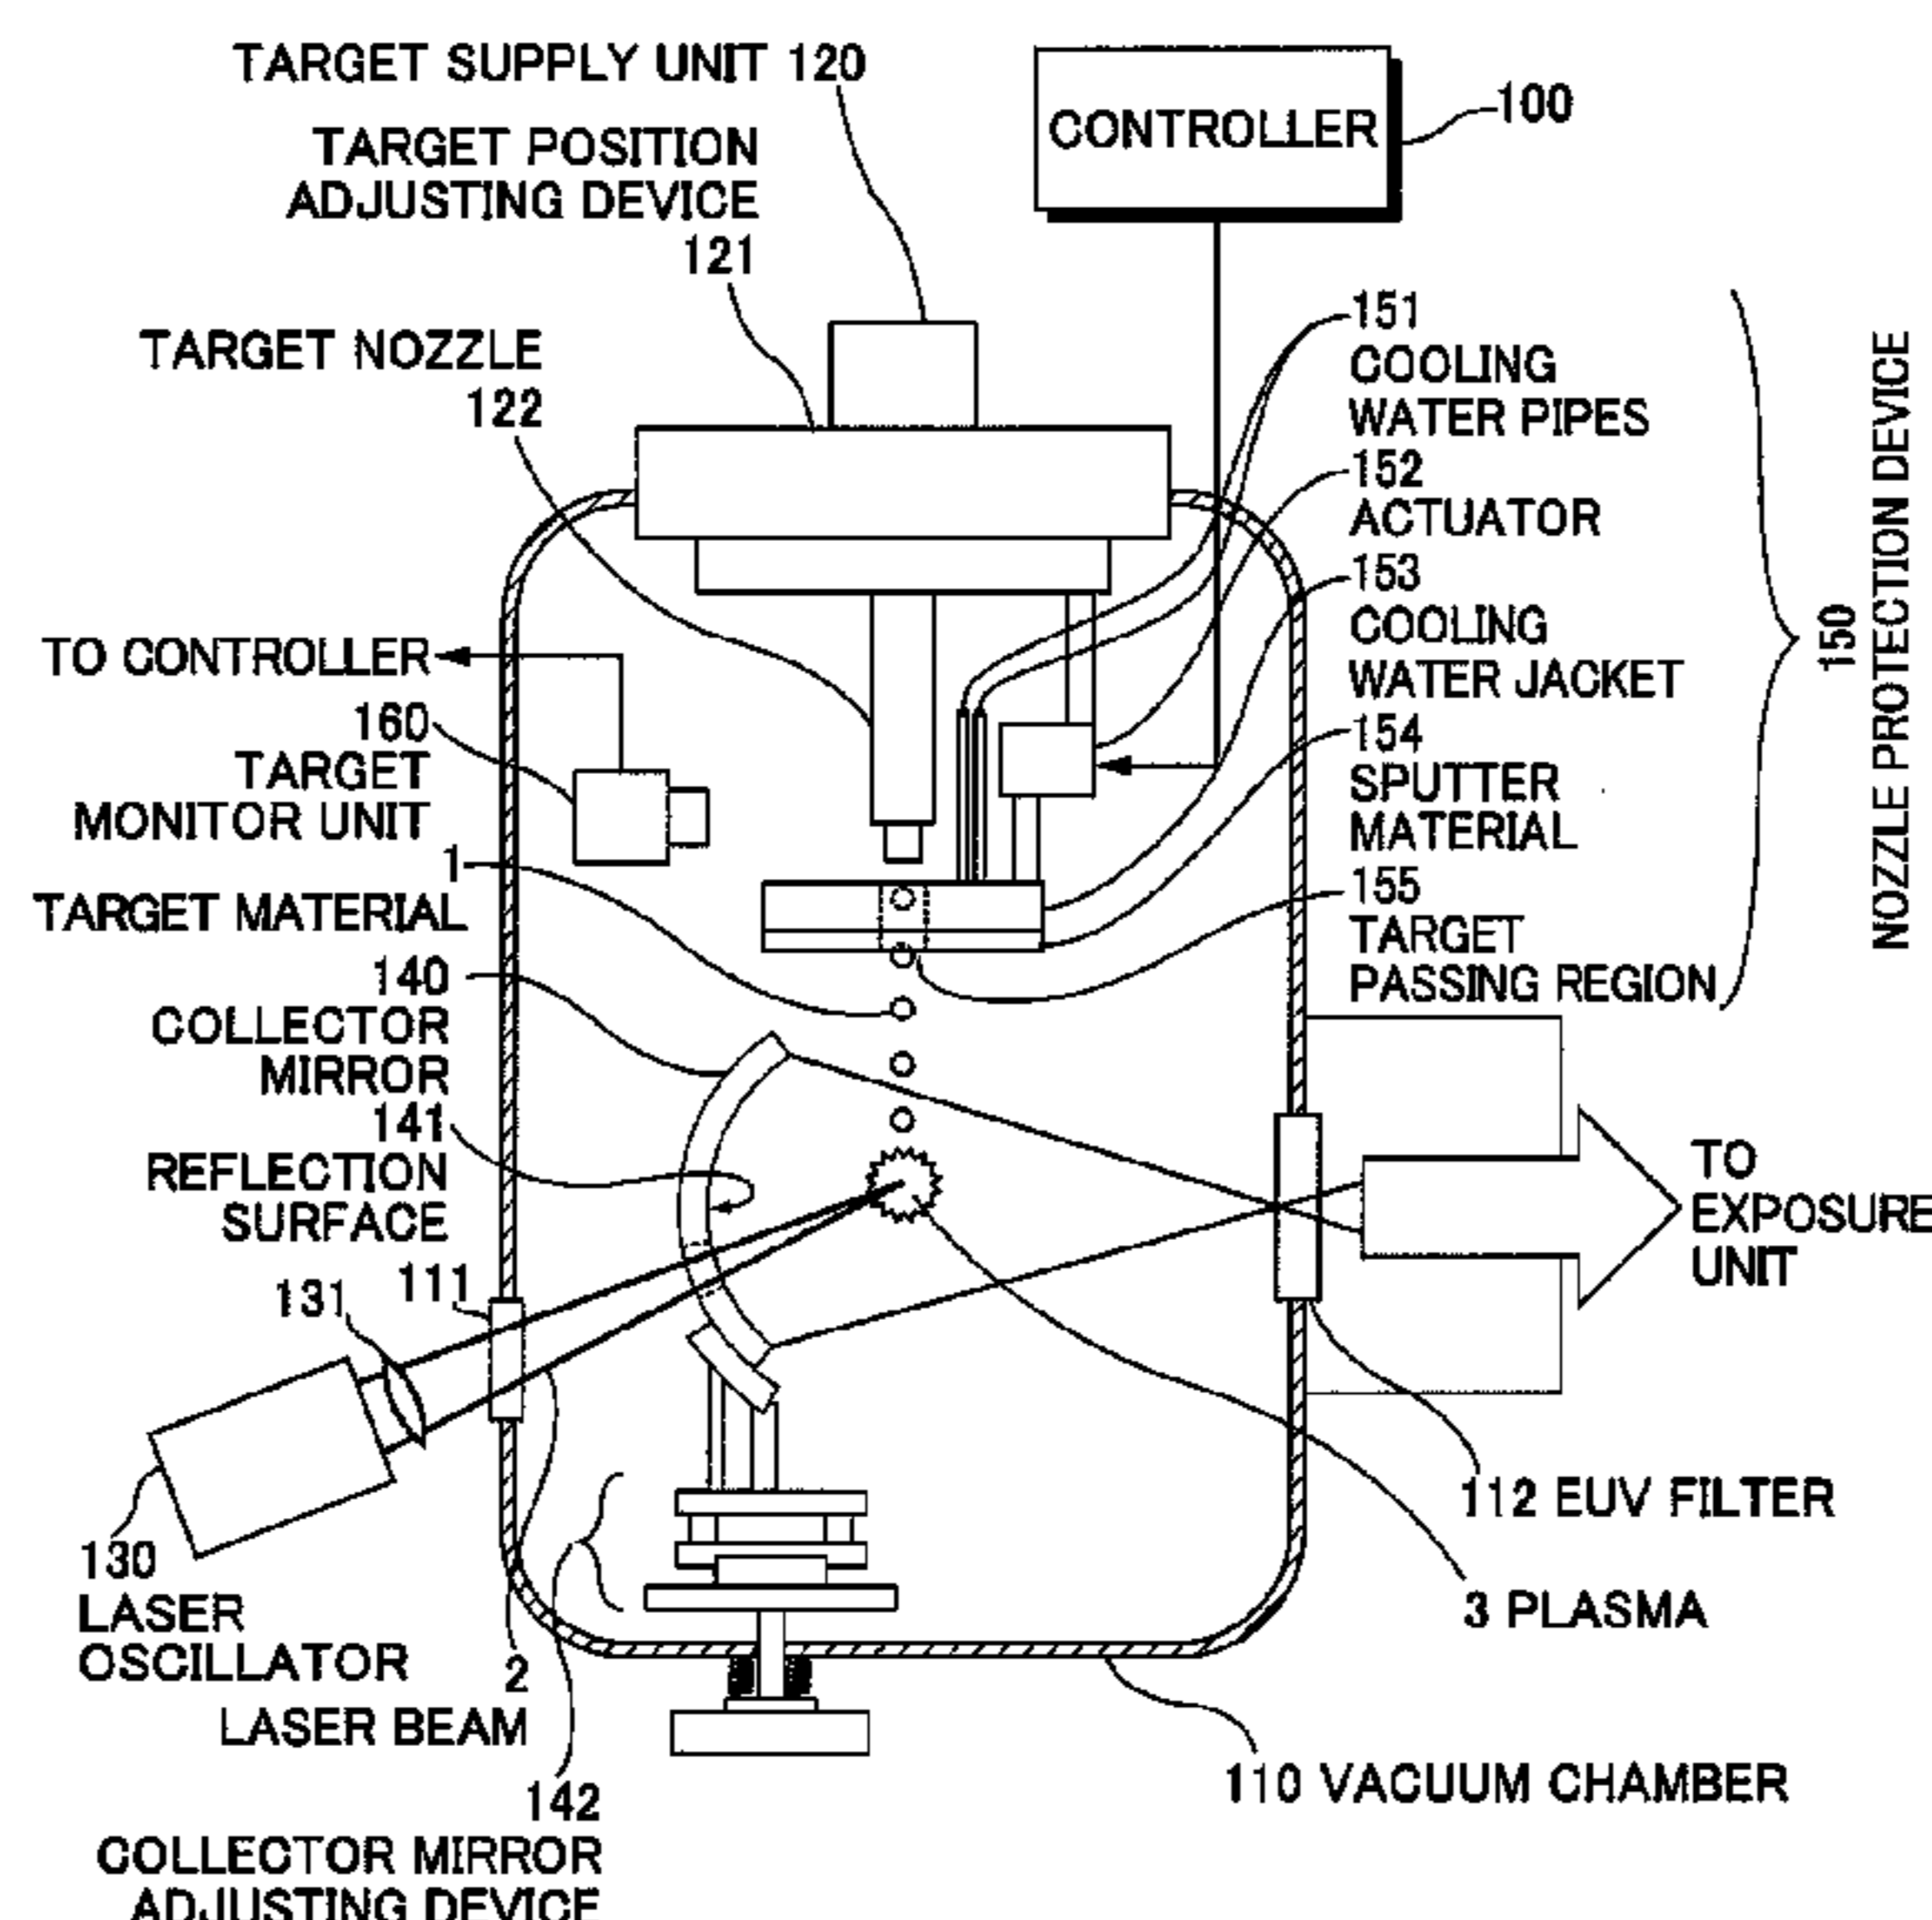 TARGET SUPPLY UNIT 120
CONTROLLER
100
TARGET POSITION
ADJUSTING DEVICE
121
TARGET NOZZLE
122
151
COOLING
WATER PIPES
152
ACTUATOR
153
COOLING
WATER JACKET
154
SPUTTER
MATERIAL
155
TARGET
PASSING REGION
150
NOZZLE PROTECTION DEVICE
TO CONTROLLER
160
TARGET
MONITOR UNIT
1
TARGET MATERIAL
140
COLLECTOR
MIRROR
141
REFLECTION
SURFACE
131
111
TO
EXPOSURE
UNIT
112 EUV FILTER
3 PLASMA
130
LASER
OSCILLATOR
2
LASER BEAM
142
COLLECTOR MIRROR
ADJUSTING DEVICE
110 VACUUM CHAMBER